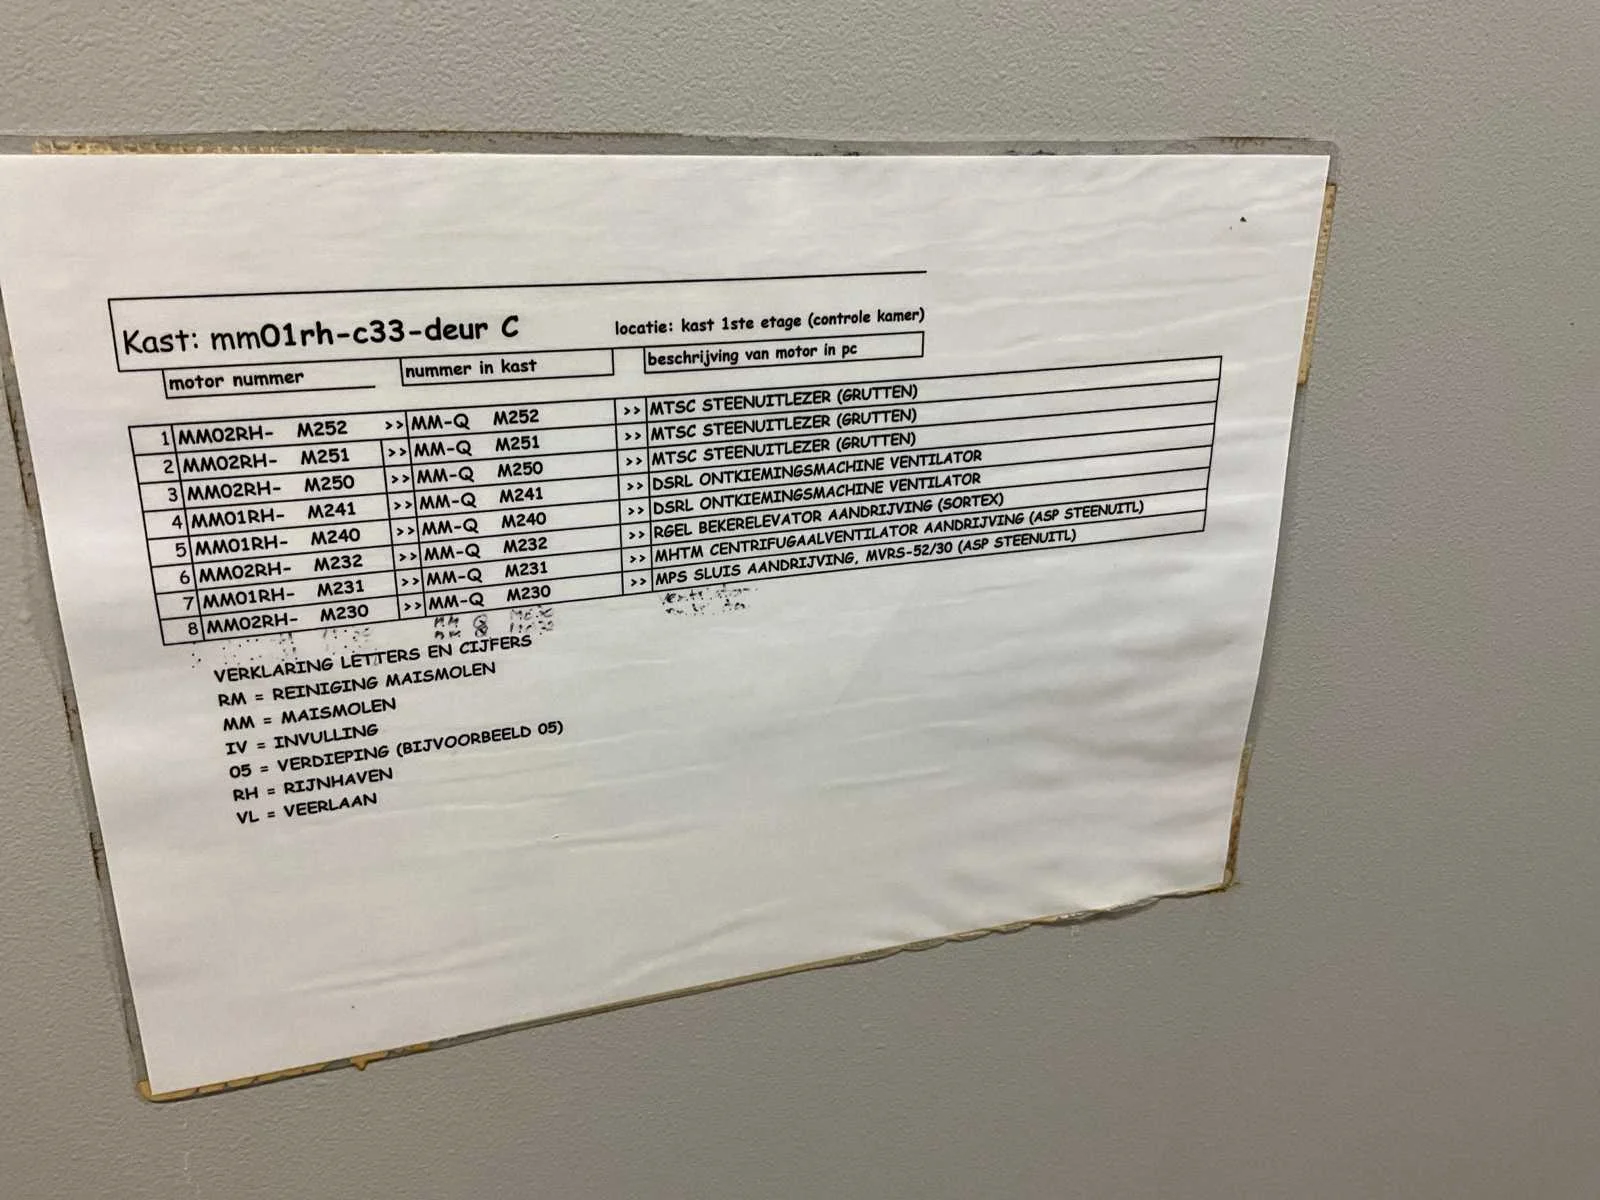 Kast: mm01rh-c33-deur C locatie: kast 1ste etage (controle kamer)
motor nummer nummer in kast beschrijving van motor in pc
1 MM02RH- M252 >> MM-Q M252 >> MTSC STEENUITLEZER (GRUTTEN)
2 MM02RH- M251 >> MM-Q M251 >> MTSC STEENUITLEZER (GRUTTEN)
3 MM02RH- M250 >> MM-Q M250 >> MTSC STEENUITLEZER (GRUTTEN)
4 MM01RH- M241 >> MM-Q M241 >> DSRL ONTKIEMINGSMACHINE VENTILATOR
5 MM01RH- M240 >> MM-Q M240 >> DSRL ONTKIEMINGSMACHINE VENTILATOR
6 MM02RH- M232 >> MM-Q M232 >> RGEL BEKERELEVATOR AANDRIJVING (SORTEX)
7 MM01RH- M231 >> MM-Q M231 >> MHTM CENTRIFUGAALVENTILATOR AANDRIJVING (ASP STEENUITL)
8 MM02RH- M230 >> MM-Q M230 >> MPS SLUIS AANDRIJVING, MVRS-52/30 (ASP STEENUITL)
VERKLARING LETTERS EN CIJFERS
RM = REINIGING MAISMOLEN
MM = MAISMOLEN
IV = INVULLING
05 = VERDIEPING (BIJVOORBEELD 05)
RH = RIJNHAVEN
VL = VEERLAAN